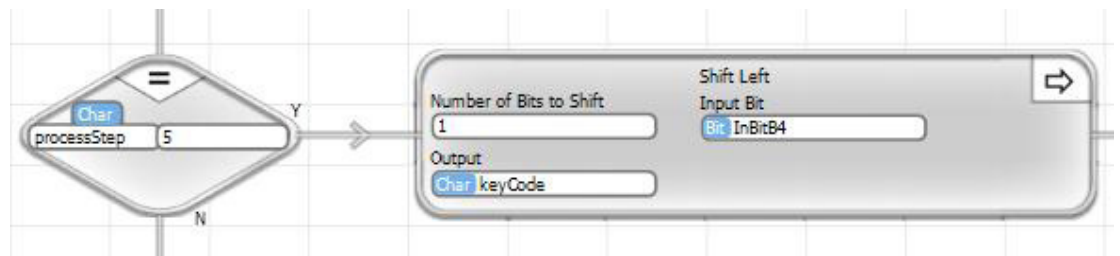 =
Char
processStep 5
Y
N
Shift Left
Number of Bits to Shift
1
Input Bit
Bit InBitB4
Output
Char keyCode